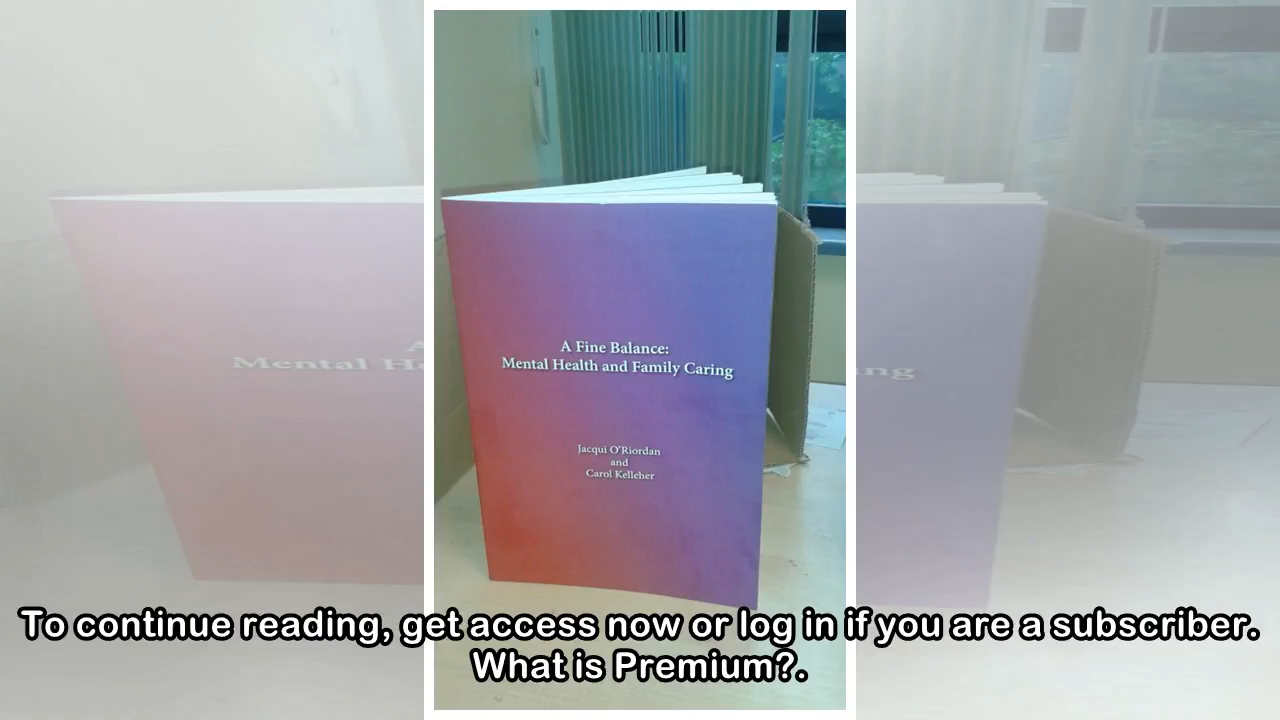 A Fine Balance:
Mental Health and Family Caring
Jacqui O'Riordan
and
Carol Kelleher
To continue reading, get access now or log in if you are a subscriber.
What is Premium?.